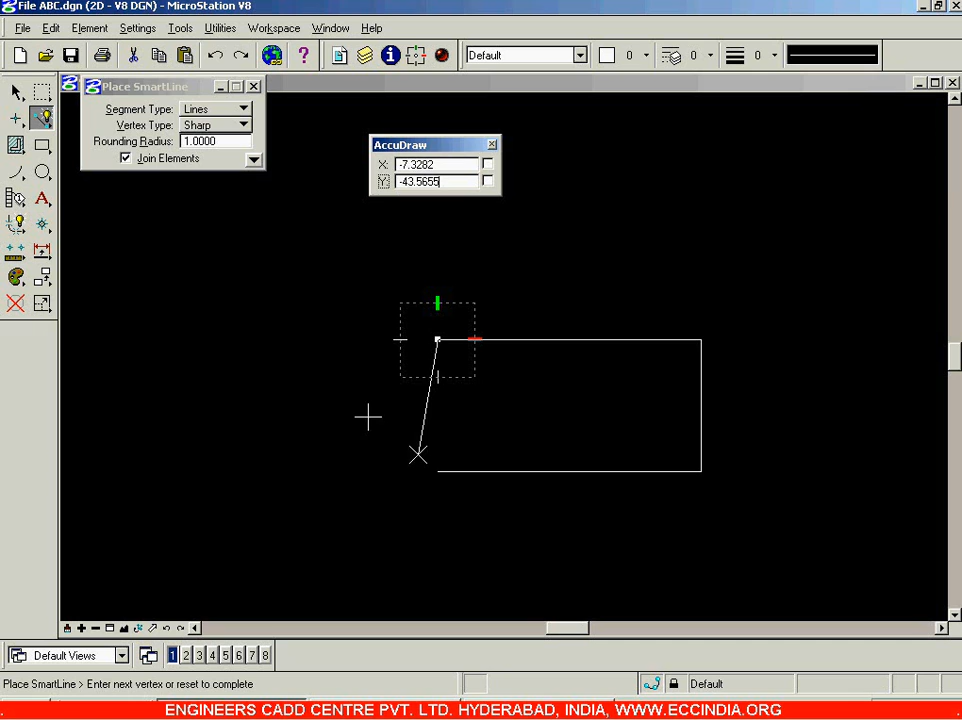 File ABC.dgn (2D - V8 DGN) - MicroStation V8
File Edit Element Settings Tools Utilities Workspace Window Help
Default 0 0 0
Place SmartLine
Segment Type: Lines
Vertex Type: Sharp
Rounding Radius: 1.0000
Join Elements
AccuDraw
X: -7.3282
Y: -43.5655
Default Views 1 2 3 4 5 6 7 8
Place SmartLine > Enter next vertex or reset to complete Default
ENGINEERS CADD CENTRE PVT. LTD. HYDERABAD, INDIA, WWW.ECCINDIA.ORG